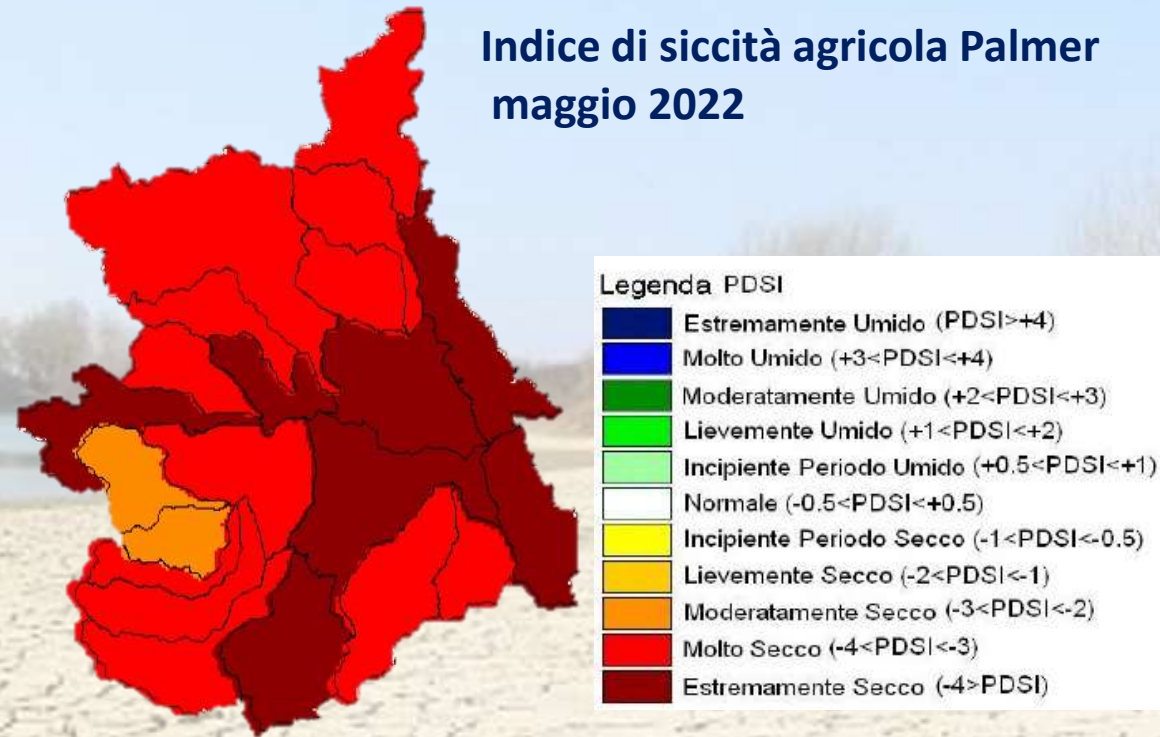 Indice di siccità agricola Palmer
maggio 2022
Legenda PDSI
Estremamente Umido (PDSI>+4)
Molto Umido (+3<PDSI<+4)
Moderatamente Umido (+2<PDSI<+3)
Lievemente Umido (+1<PDSI<+2)
Incipiente Periodo Umido (+0.5<PDSI<+1)
Normale (-0.5<PDSI<+0.5)
Incipiente Periodo Secco (-1<PDSI<-0.5)
Lievemente Secco (-2<PDSI<-1)
Moderatamente Secco (-3<PDSI<-2)
Molto Secco (-4<PDSI<-3)
Estremamente Secco (-4>PDSI)